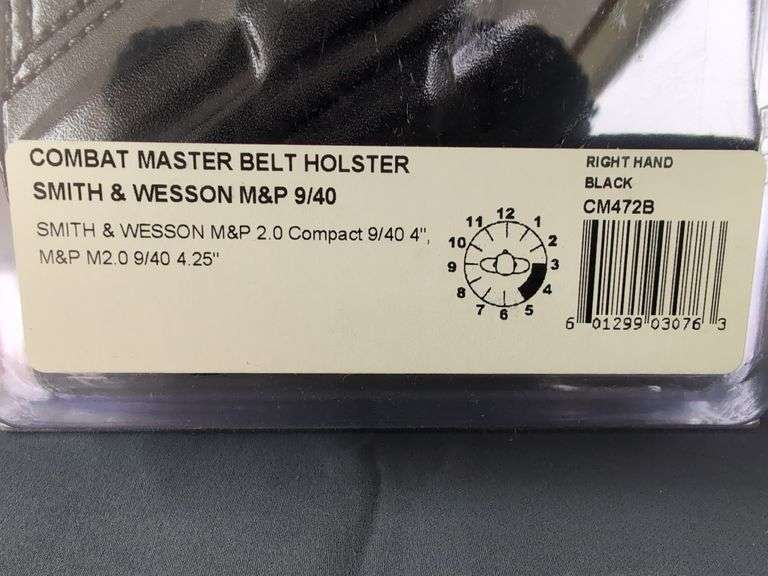 COMBAT MASTER BELT HOLSTER
SMITH & WESSON M&P 9/40
SMITH & WESSON M&P 2.0 Compact 9/40 4",
M&P M2.0 9/40 4.25"
12
11 1
10 2
9 3
8 4
7 5
6
RIGHT HAND
BLACK
CM472B
6 01299 03076 3